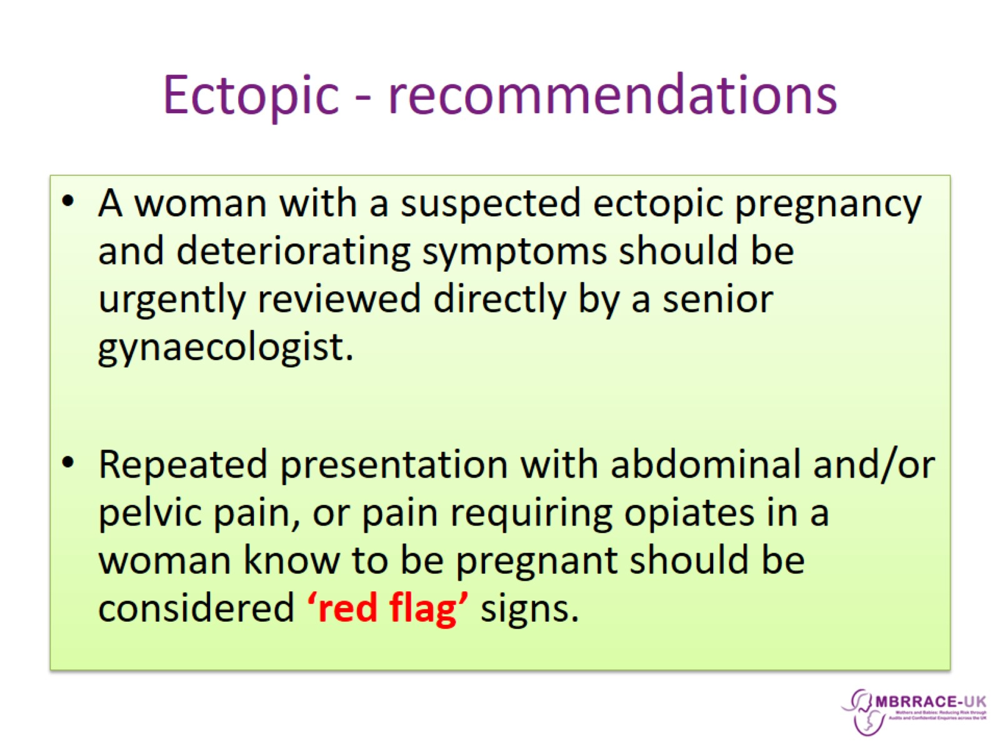 Ectopic - recommendations
• A woman with a suspected ectopic pregnancy
and deteriorating symptoms should be
urgently reviewed directly by a senior
gynaecologist.
• Repeated presentation with abdominal and/or
pelvic pain, or pain requiring opiates in a
woman know to be pregnant should be
considered ‘red flag’ signs.
MBRRACE-UK
Mothers and Babies: Reducing Risk through
Audits and Confidential Enquiries across the UK